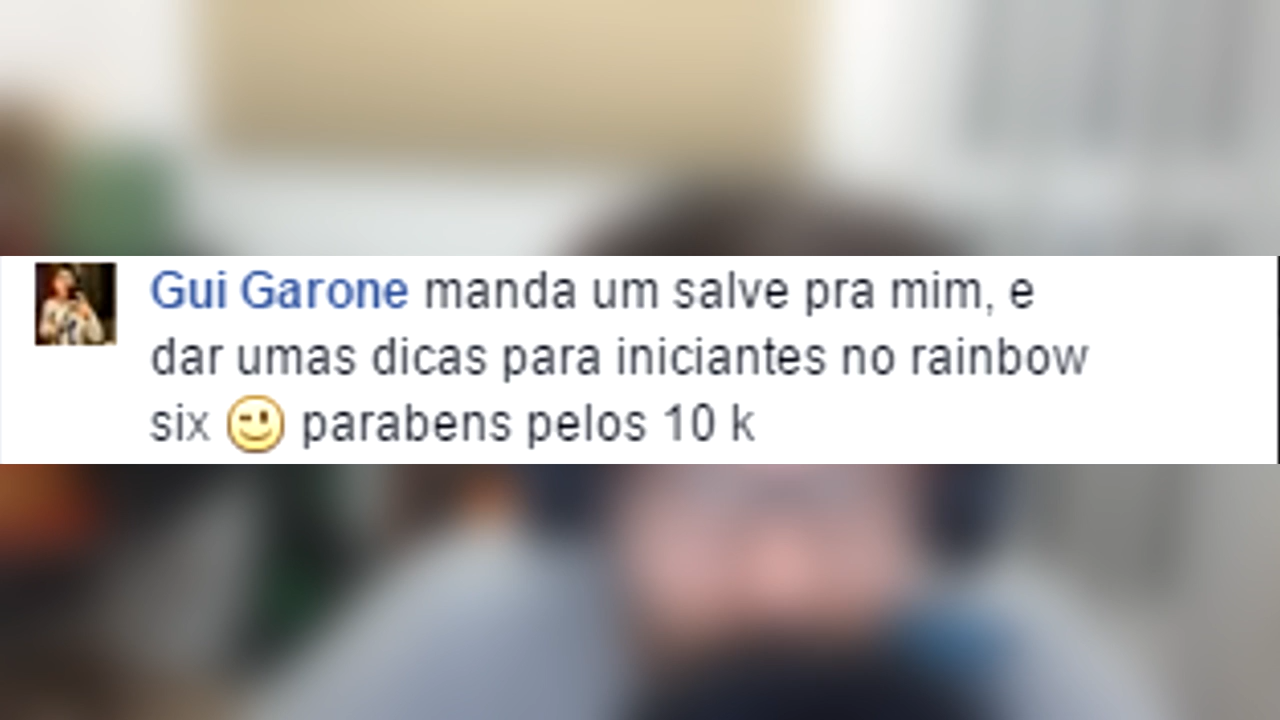 Gui Garone manda um salve pra mim, e
dar umas dicas para iniciantes no rainbow
six 😉 parabens pelos 10 k